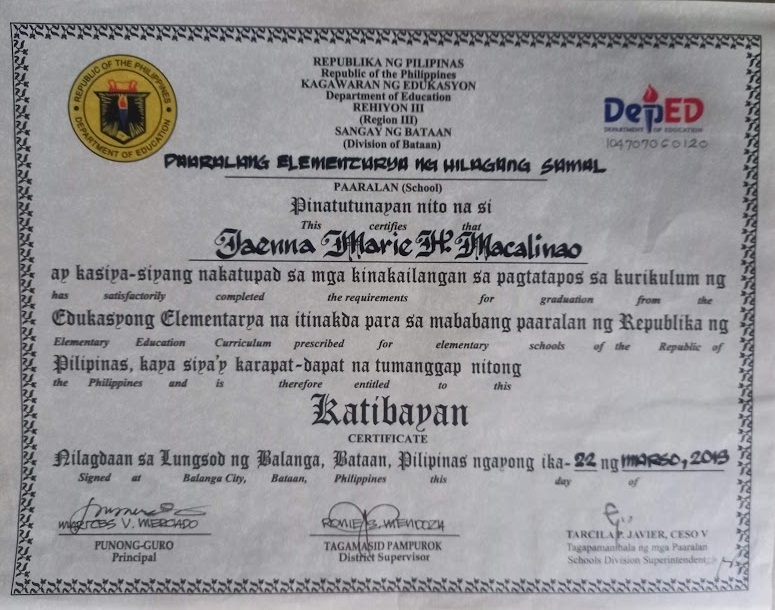 REPUBLIC OF THE PHILIPPINES
DEPARTMENT OF EDUCATION
REPUBLIKA NG PILIPINAS
Republic of the Philippines
KAGAWARAN NG EDUKASYON
Department of Education
REHIYON III
(Region III)
SANGAY NG BATAAN
(Division of Bataan)
DepED
DEPARTMENT OF EDUCATION
PAARALANG ELEMENTARYA NG HILAGANG SAMAL
PAARALAN (School)
Pinatutunayan nito na si
This certifies that
Jaenna Marie H. Macalinao
ay kasiya-siyang nakatupad sa mga kinakailangan sa pagtatapos sa kurikulum ng
has satisfactorily completed the requirements for graduation from the
Edukasyong Elementarya na itinakda para sa mababang paaralan ng Republika ng
Elementary Education Curriculum prescribed for elementary schools of the Republic of
Pilipinas, kaya siya'y karapat-dapat na tumanggap nitong
the Philippines and is therefore entitled to this
Katibayan
CERTIFICATE
Nilagdaan sa Lungsod ng Balanga, Bataan, Pilipinas ngayong ika-22 ng MARSO,
Signed at Balanga City, Bataan, Philippines this day of
V. MERCADO
PUNONG-GURO
Principal
RONIE S. MENDOZA
TAGAMASID PAMPUROK
District Supervisor
TARCILA P. JAVIER, CESO V
Tagapamanihala ng mga Paaralan
Schools Division Superintendent